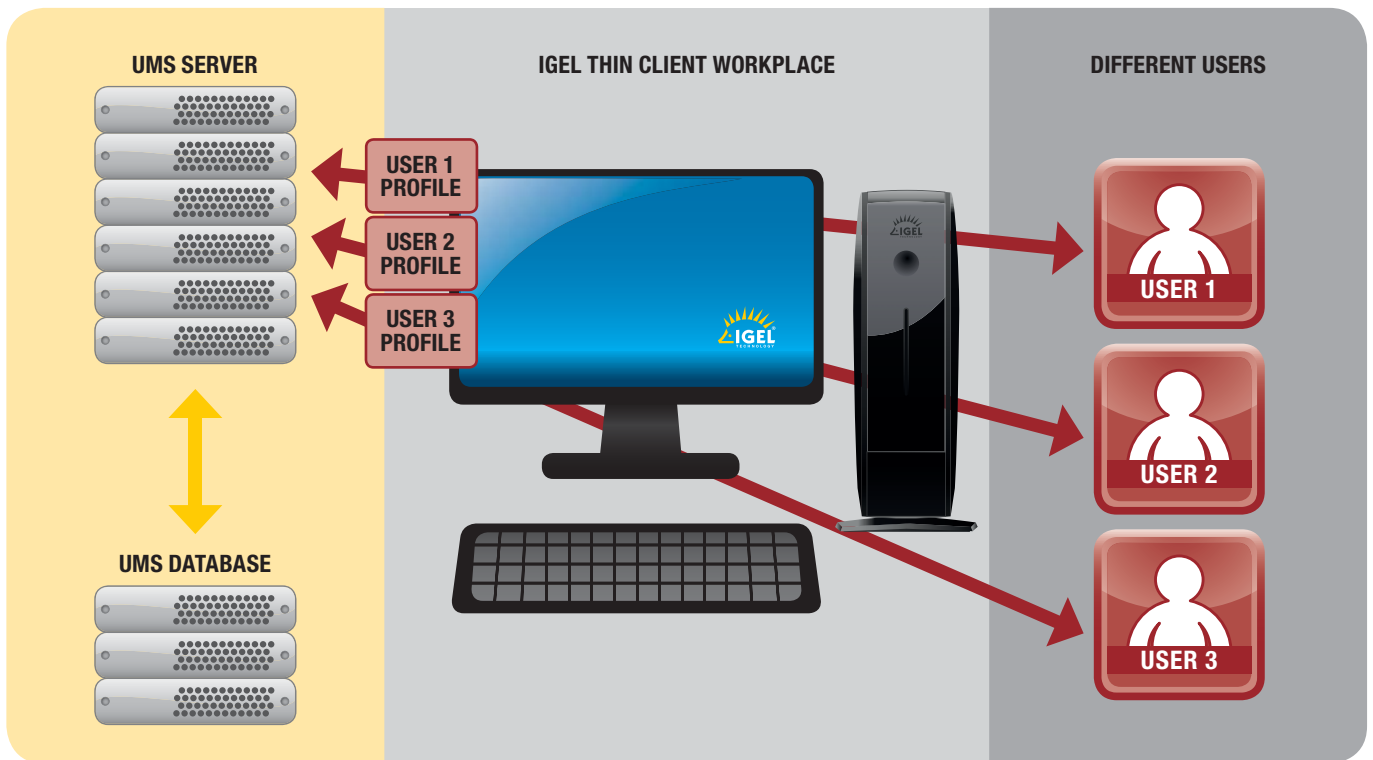 UMS SERVER
IGEL THIN CLIENT WORKPLACE
DIFFERENT USERS
USER 1
PROFILE
USER 2
PROFILE
USER 3
PROFILE
IGEL®
TECHNOLOGY
IGEL
USER 1
USER 2
USER 3
UMS DATABASE